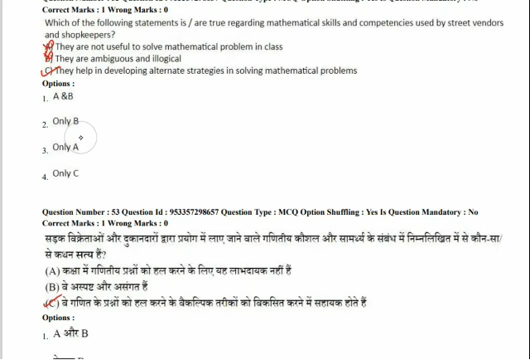 Correct Marks : 1 Wrong Marks : 0
Which of the following statements is / are true regarding mathematical skills and competencies used by street vendors
and shopkeepers?
A) They are not useful to solve mathematical problem in class
B) They are ambiguous and illogical
C) They help in developing alternate strategies in solving mathematical problems
Options :
1. A &B
2. Only B
3. Only A
4. Only C
Question Number : 53 Question Id : 953357298657 Question Type : MCQ Option Shuffling : Yes Is Question Mandatory : No
Correct Marks : 1 Wrong Marks : 0
सड़क विक्रेताओं और दुकानदारों द्वारा प्रयोग में लाए जाने वाले गणितीय कौशल और सामर्थ्य के संबंध में निम्नलिखित में से कौन-सा/
से कथन सत्य हैं?
(A) कक्षा में गणितीय प्रश्नों को हल करने के लिए यह लाभदायक नहीं हैं
(B) वे अस्पष्ट और असंगत हैं
(C) वे गणित के प्रश्नों को हल करने के वैकल्पिक तरीकों को विकसित करने में सहायक होते हैं
Options :
1. A और B